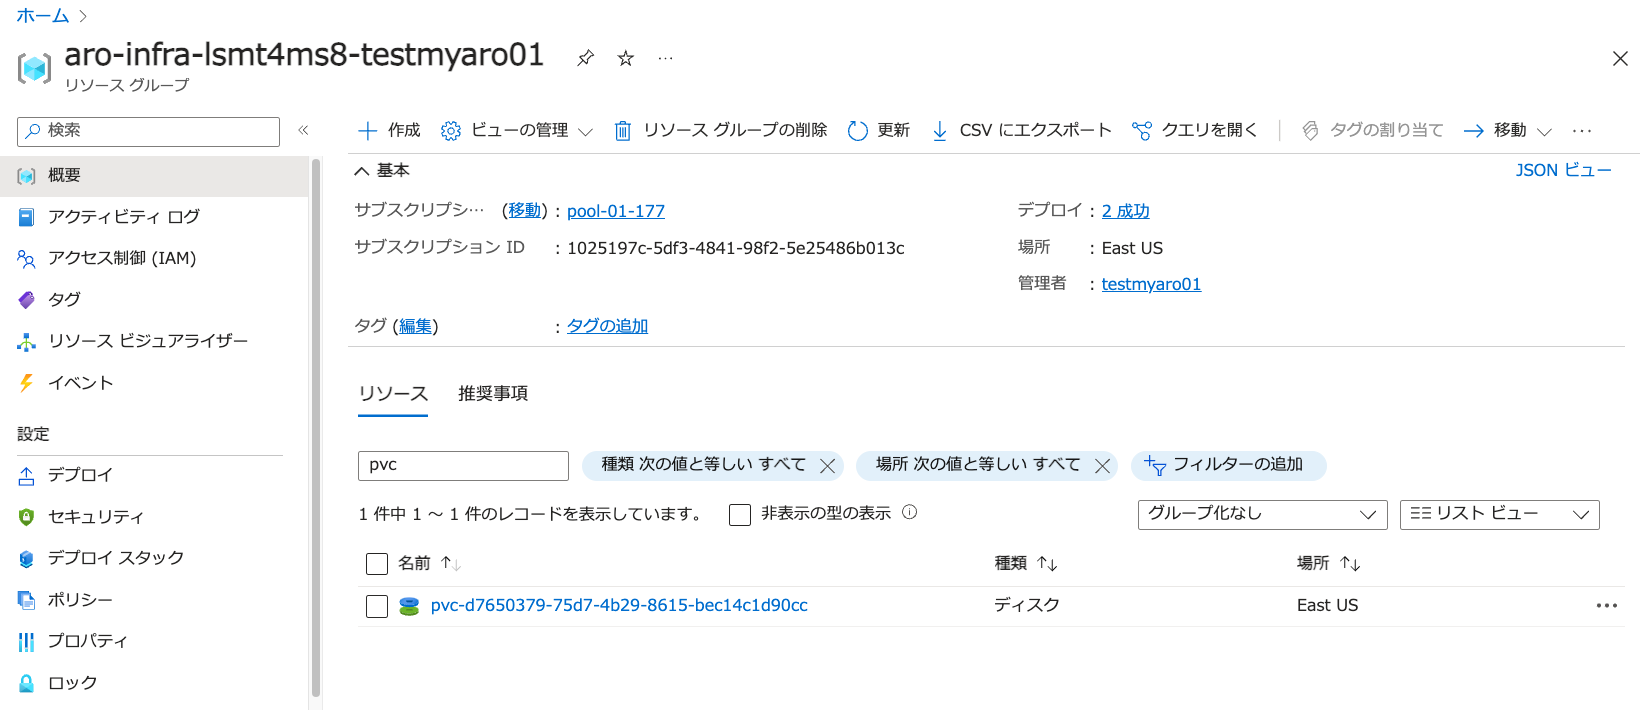 ホーム
aro-infra-lsmt4ms8-testmyaro01
リソース グループ
検索
作成 ビューの管理 リソース グループの削除 更新 CSV にエクスポート クエリを開く タグの割り当て 移動
概要
アクティビティ ログ
アクセス制御 (IAM)
タグ
リソース ビジュアライザー
イベント
設定
デプロイ
セキュリティ
デプロイ スタック
ポリシー
プロパティ
ロック
基本 JSON ビュー
サブスクリプシ… (移動) : pool-01-177 デプロイ : 2 成功
サブスクリプション ID : 1025197c-5df3-4841-98f2-5e25486b013c 場所 : East US
管理者 : testmyaro01
タグ (編集) : タグの追加
リソース 推奨事項
pvc 種類 次の値と等しい すべて 場所 次の値と等しい すべて フィルターの追加
1 件中 1 ～ 1 件のレコードを表示しています。 非表示の型の表示 グループ化なし リスト ビュー
名前 種類 場所
pvc-d7650379-75d7-4b29-8615-bec14c1d90cc ディスク East US